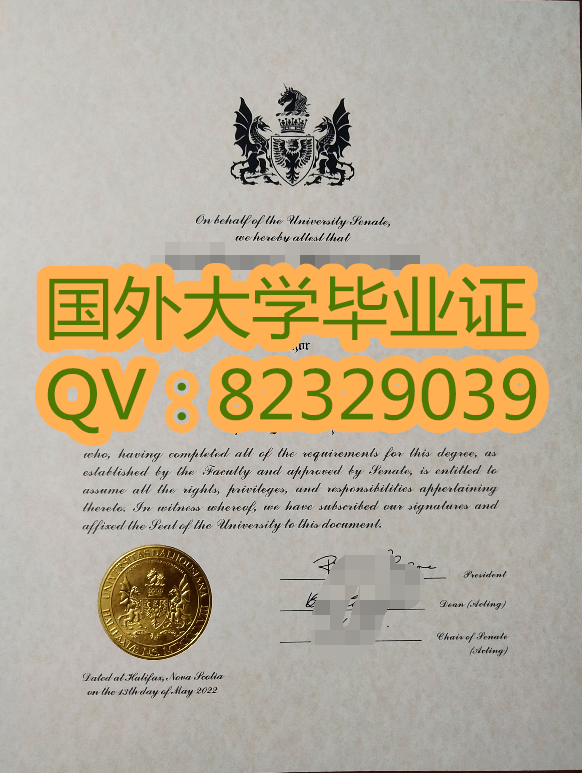 On behalf of the University Senate,
we hereby attest that
国外大学毕业证
QV：82329039
who, having completed all of the requirements for this degree, as
established by the Faculty and approved by Senate, is entitled to
assume all the rights, privileges, and responsibilities appertaining
thereto. In witness whereof, we have subscribed our signatures and
affixed the Seal of the University to this document.
President
Dean (Acting)
Chair of Senate
(Acting)
Dated at Halifax, Nova Scotia
on the 13th day of May 2022